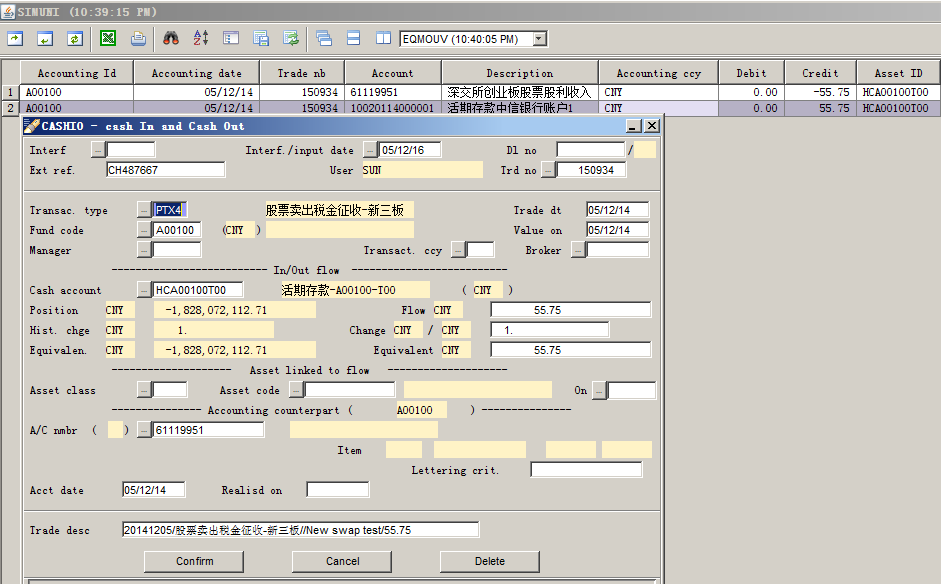 SIMUNI (10:39:15 PM)
EQMOUV (10:40:05 PM)
Accounting Id Accounting date Trade nb Account Description Accounting ccy Debit Credit Asset ID
1 A00100 05/12/14 150934 61119951 深交所创业板股票股利收入 CNY 0.00 -55.75 HCA00100T00
2 A00100 05/12/14 150934 10020114000001 活期存款中信银行账户1 CNY 0.00 55.75 HCA00100T00
CASHIO - cash In and Cash Out
Interf ... Interf./input date ... 05/12/16 Dl no /
Ext ref. CH487667 User SUN Trd no ... 150934
Transac. type ... PTX4 股票卖出税金征收-新三板 Trade dt 05/12/14
Fund code ... A00100 (CNY ) Value on 05/12/14
Manager ... Transact. ccy ... Broker ...
-------------------------- In/Out flow --------------------------
Cash account ... HCA00100T00 活期存款-A00100-T00 ( CNY )
Position CNY -1,828,072,112.71 Flow CNY 55.75
Hist. chge CNY 1. Change CNY / CNY 1.
Equivalen. CNY -1,828,072,112.71 Equivalent CNY 55.75
-------------------- Asset linked to flow --------------------
Asset class ... Asset code ... On ...
--------------- Accounting counterpart ( A00100 ) ---------------
A/C nmbr ( ) ... 61119951
Item
Lettering crit.
Acct date 05/12/14 Realisd on
Trade desc 20141205/股票卖出税金征收-新三板//New swap test/55.75
Confirm Cancel Delete